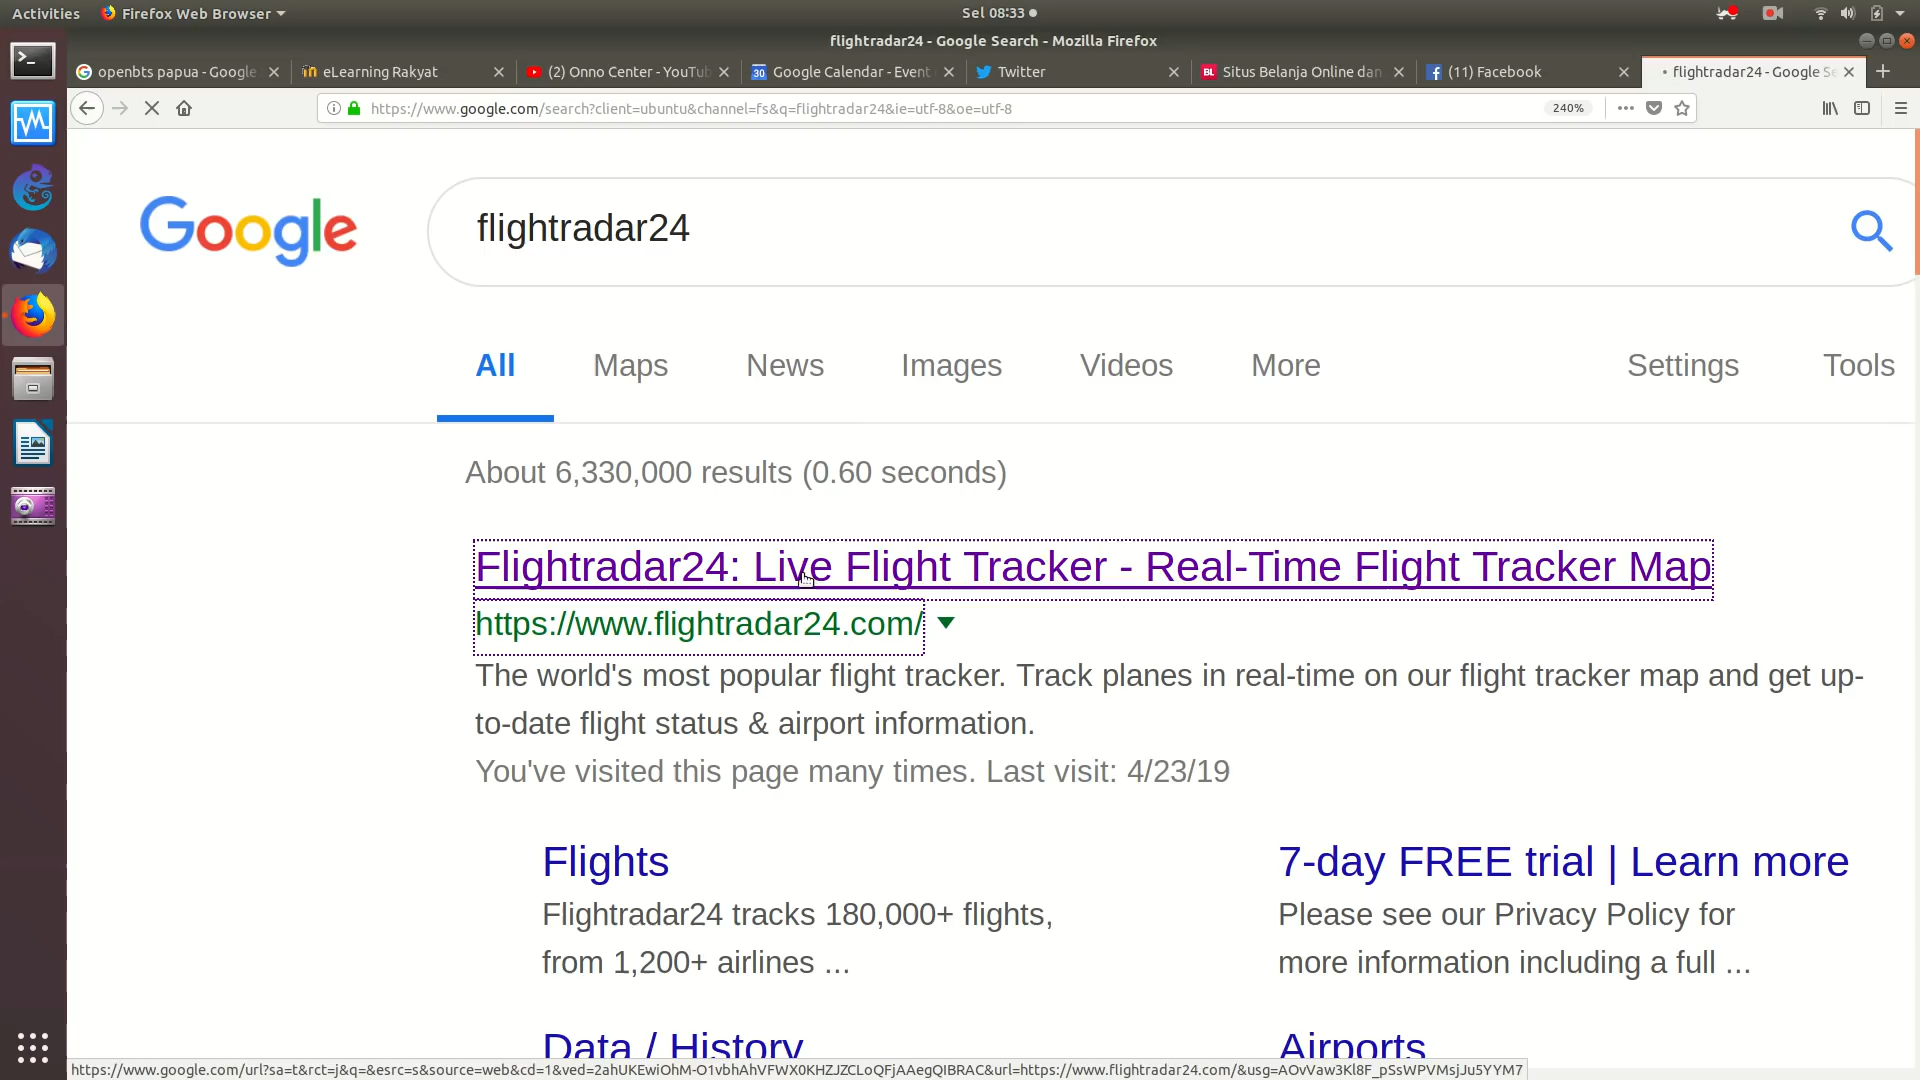 Activities
Firefox Web Browser
Sel 08:33
flightradar24 - Google Search - Mozilla Firefox
openbts papua - Google
eLearning Rakyat
(2) Onno Center - YouTub
30
Google Calendar - Event
Twitter
BL
Situs Belanja Online dan
(11) Facebook
flightradar24 - Google Se
https://www.google.com/search?client=ubuntu&channel=fs&q=flightradar24&ie=utf-8&oe=utf-8
240%
Google
flightradar24
All
Maps
News
Images
Videos
More
Settings
Tools
About 6,330,000 results (0.60 seconds)
Flightradar24: Live Flight Tracker - Real-Time Flight Tracker Map
https://www.flightradar24.com/
The world's most popular flight tracker. Track planes in real-time on our flight tracker map and get up-
to-date flight status & airport information.
You've visited this page many times. Last visit: 4/23/19
Flights
Flightradar24 tracks 180,000+ flights,
from 1,200+ airlines ...
7-day FREE trial | Learn more
Please see our Privacy Policy for
more information including a full ...
Data / History
Airports
https://www.google.com/url?sa=t&rct=j&q=&esrc=s&source=web&cd=1&ved=2ahUKEwiOhM-O1vbhAhVFWX0KHZJZCLoQFjAAegQIBRAC&url=https://www.flightradar24.com/&usg=AOvVaw3Kl8F_pSsWPVMsjJu5YYM7